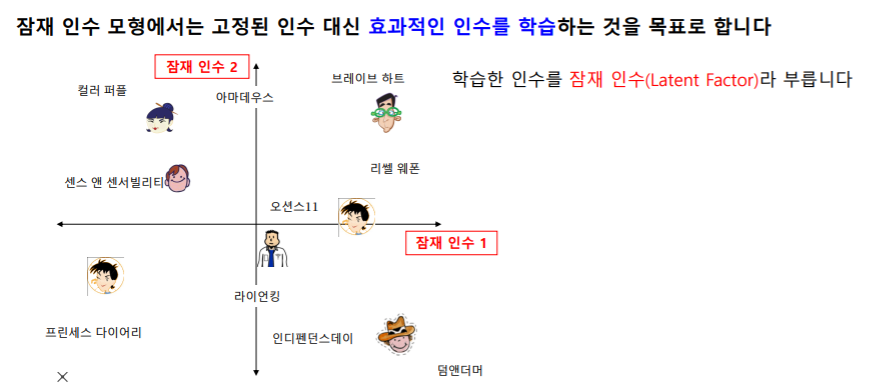 잠재 인수 모형에서는 고정된 인수 대신 효과적인 인수를 학습하는 것을 목표로 합니다
잠재 인수 2
브레이브 하트
학습한 인수를 잠재 인수(Latent Factor)라 부릅니다
컬러 퍼플
아마데우스
리쎌 웨폰
센스 앤 센서빌리티
오션스11
잠재 인수 1
라이언킹
프린세스 다이어리
인디펜던스데이
덤앤더머